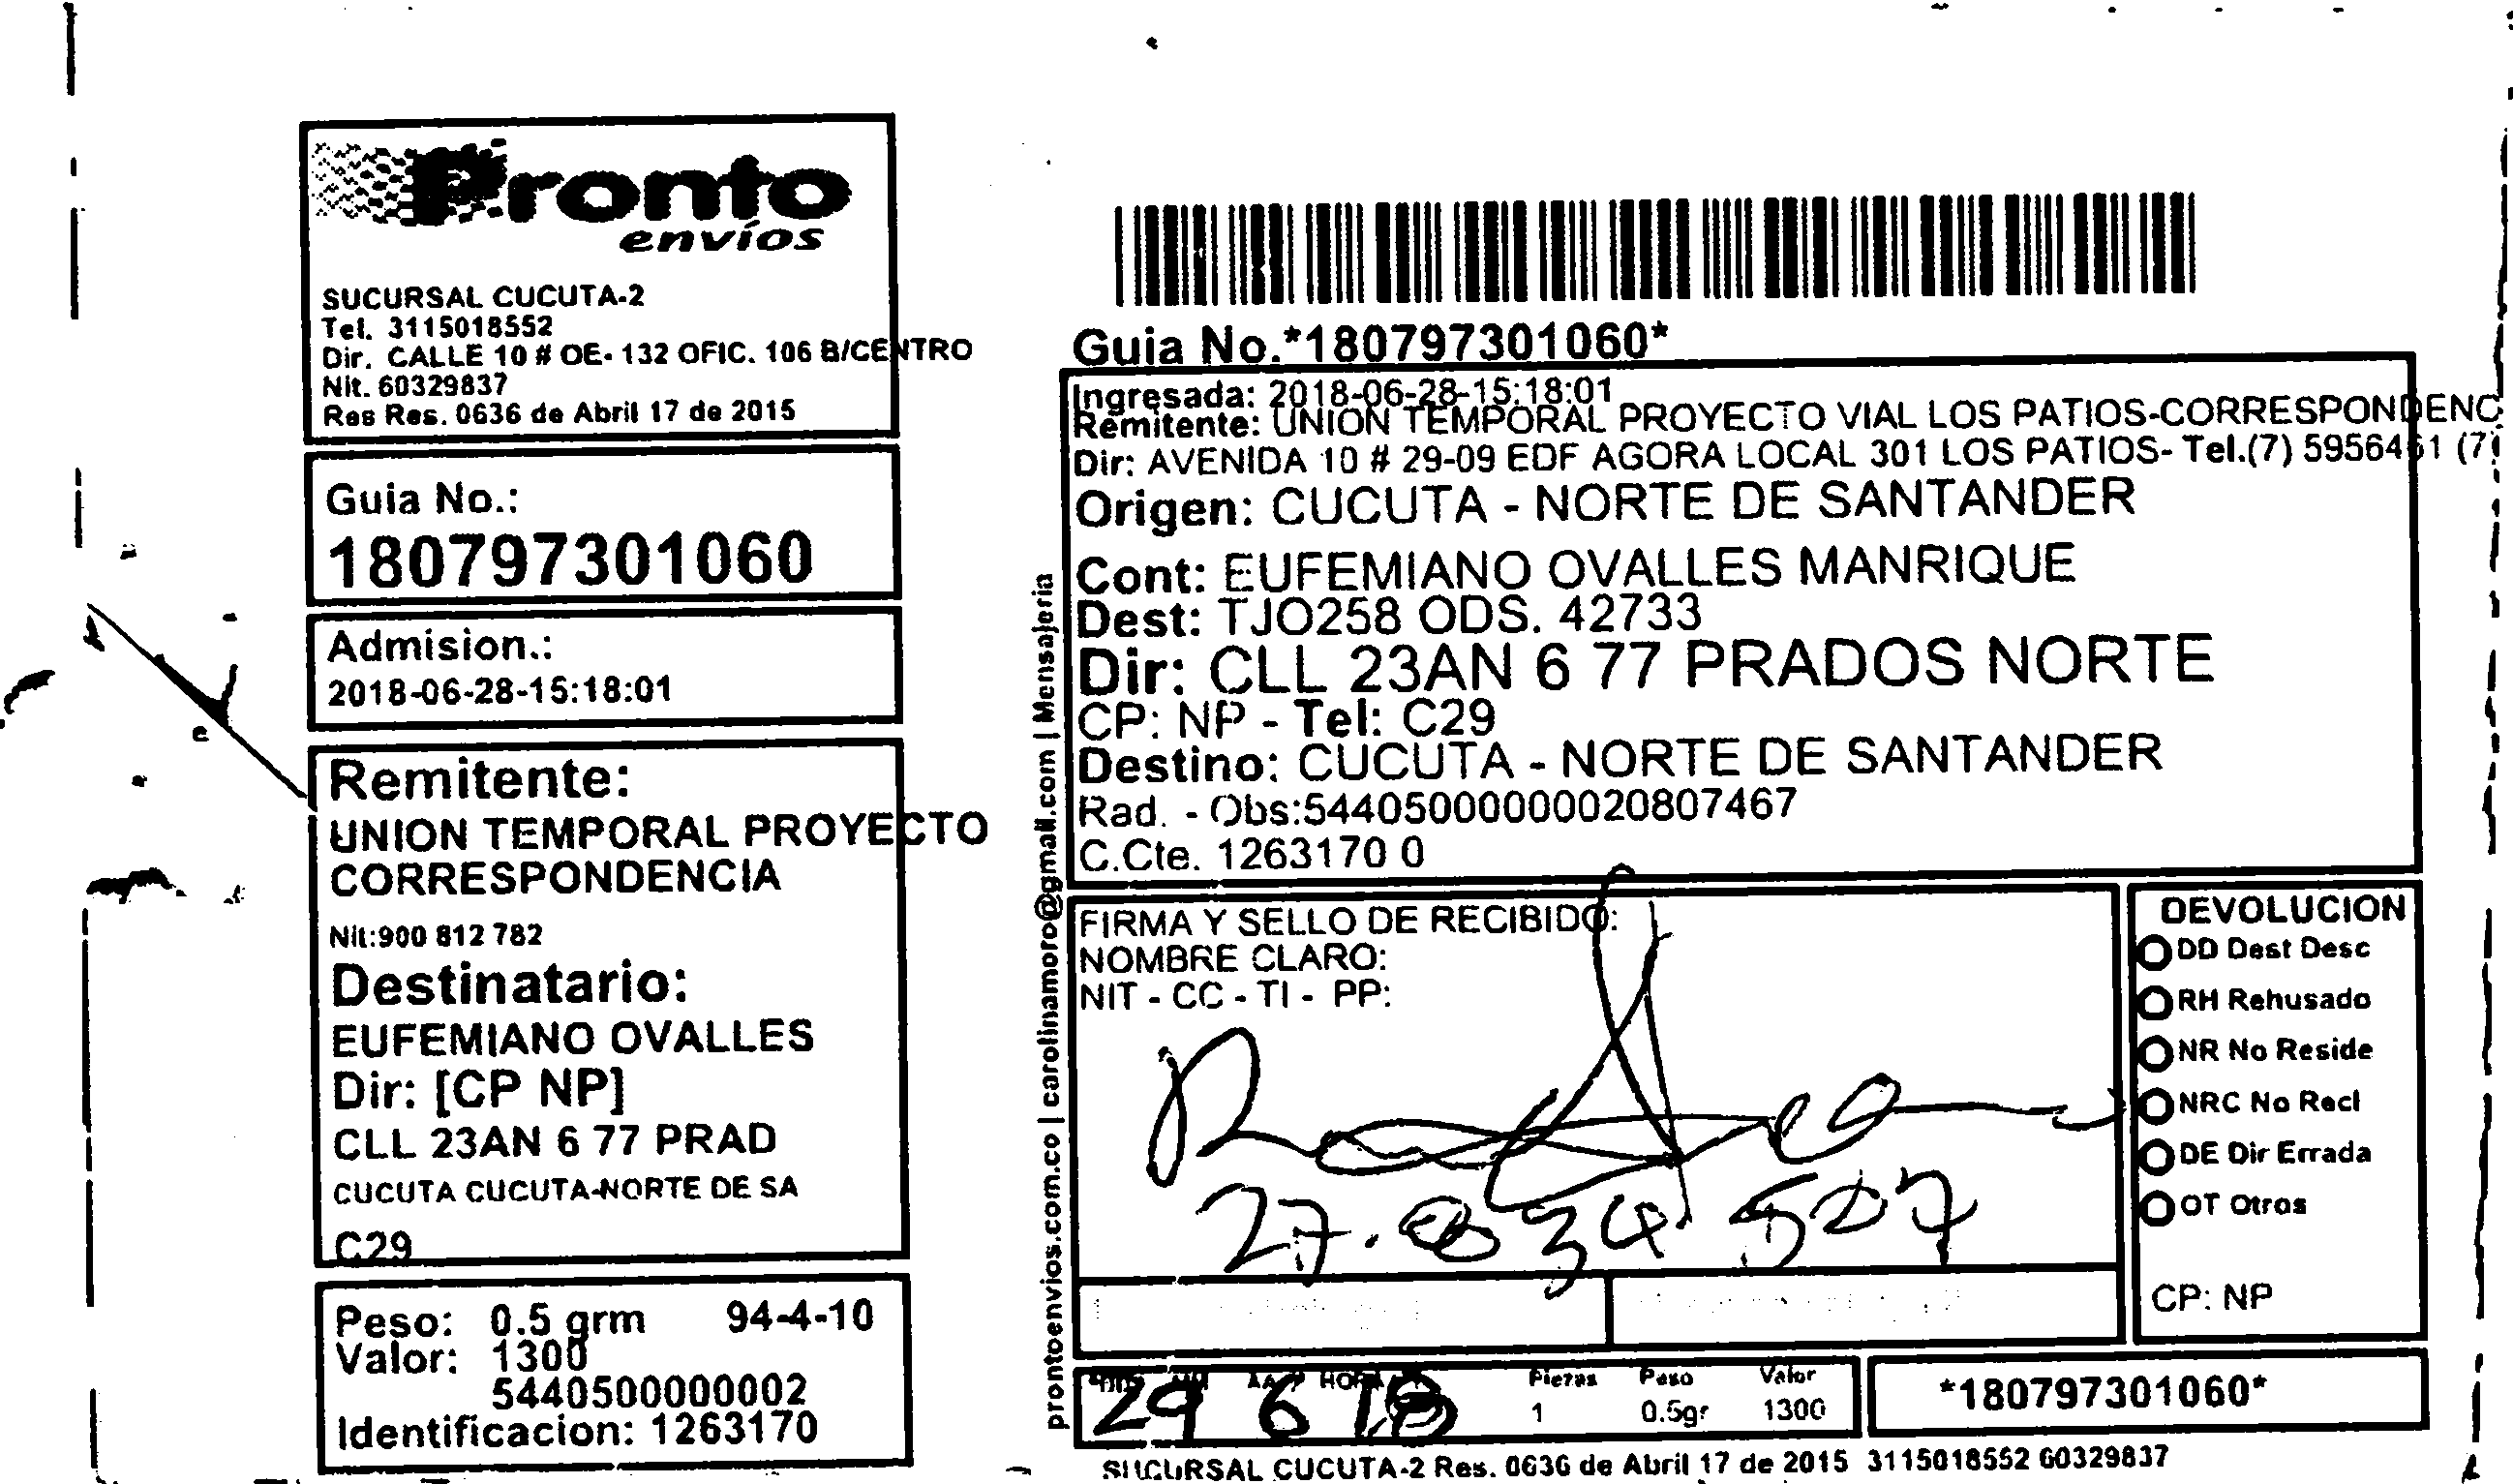 Pronto
envíos
SUCURSAL CUCUTA-2
Tel. 3115018552
Dir. CALLE 10 # OE- 132 OFIC. 106 B/CENTRO
Nit. 60329837
Res Res. 0636 de Abril 17 de 2015
Guia No.:
180797301060
Admision.:
2018-06-28-15:18:01
Remitente:
UNION TEMPORAL PROYECTO
CORRESPONDENCIA
Nit:900 812 782
Destinatario:
EUFEMIANO OVALLES
Dir: [CP NP]
CLL 23AN 6 77 PRAD
CUCUTA CUCUTA-NORTE DE SA
C29
Peso: 0.5 grm 94-4-10
Valor: 1300
5440500000002
Identificacion: 1263170
prontoenvios.com.co | carolinamoro@gmail.com | Mensajeria
Guia No.*180797301060*
Ingresada: 2018-06-28-15:18:01
Remitente: UNION TEMPORAL PROYECTO VIAL LOS PATIOS-CORRESPONDENC
Dir: AVENIDA 10 # 29-09 EDF AGORA LOCAL 301 LOS PATIOS- Tel.(7) 5956461 (7)
Origen: CUCUTA - NORTE DE SANTANDER
Cont: EUFEMIANO OVALLES MANRIQUE
Dest: TJO258 ODS. 42733
Dir: CLL 23AN 6 77 PRADOS NORTE
CP: NP - Tel: C29
Destino: CUCUTA - NORTE DE SANTANDER
Rad. - Obs:544050000000020807467
C.Cte. 1263170 0
FIRMA Y SELLO DE RECIBIDO:
NOMBRE CLARO:
NIT - CC - TI - PP:
DEVOLUCION
DD Dest Desc
RH Rehusado
NR No Reside
NRC No Recl
DE Dir Errada
OT Otros
CP: NP
HORA Piezas Peso Valor
29 6 18 1 0.5gr 1300
*180797301060*
SUCURSAL CUCUTA-2 Res. 0636 de Abril 17 de 2015 3115018552 60329837